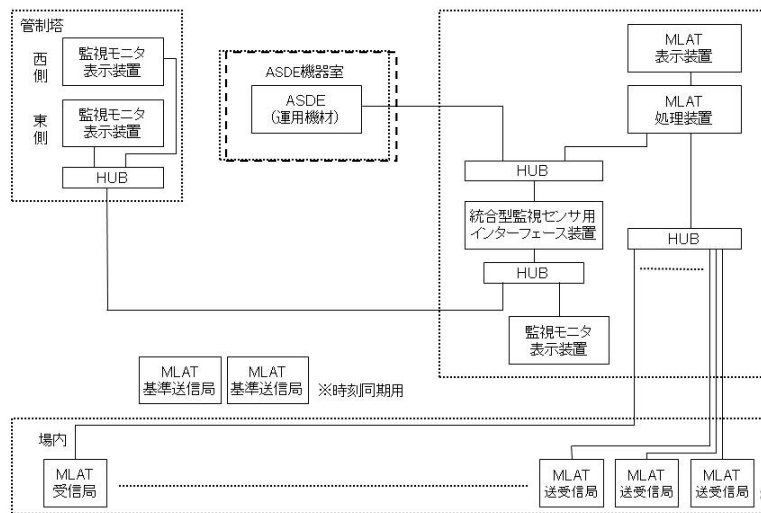 管制塔
西側
監視モニタ
表示装置
東側
監視モニタ
表示装置
HUB
ASDE機器室
ASDE
(運用機材)
MLAT
表示装置
MLAT
処理装置
HUB
統合型監視センサ用
インターフェース装置
HUB
HUB
監視モニタ
表示装置
MLAT
基準送信局
MLAT
基準送信局
※時刻同期用
場内
MLAT
受信局
MLAT
送受信局
MLAT
送受信局
MLAT
送受信局